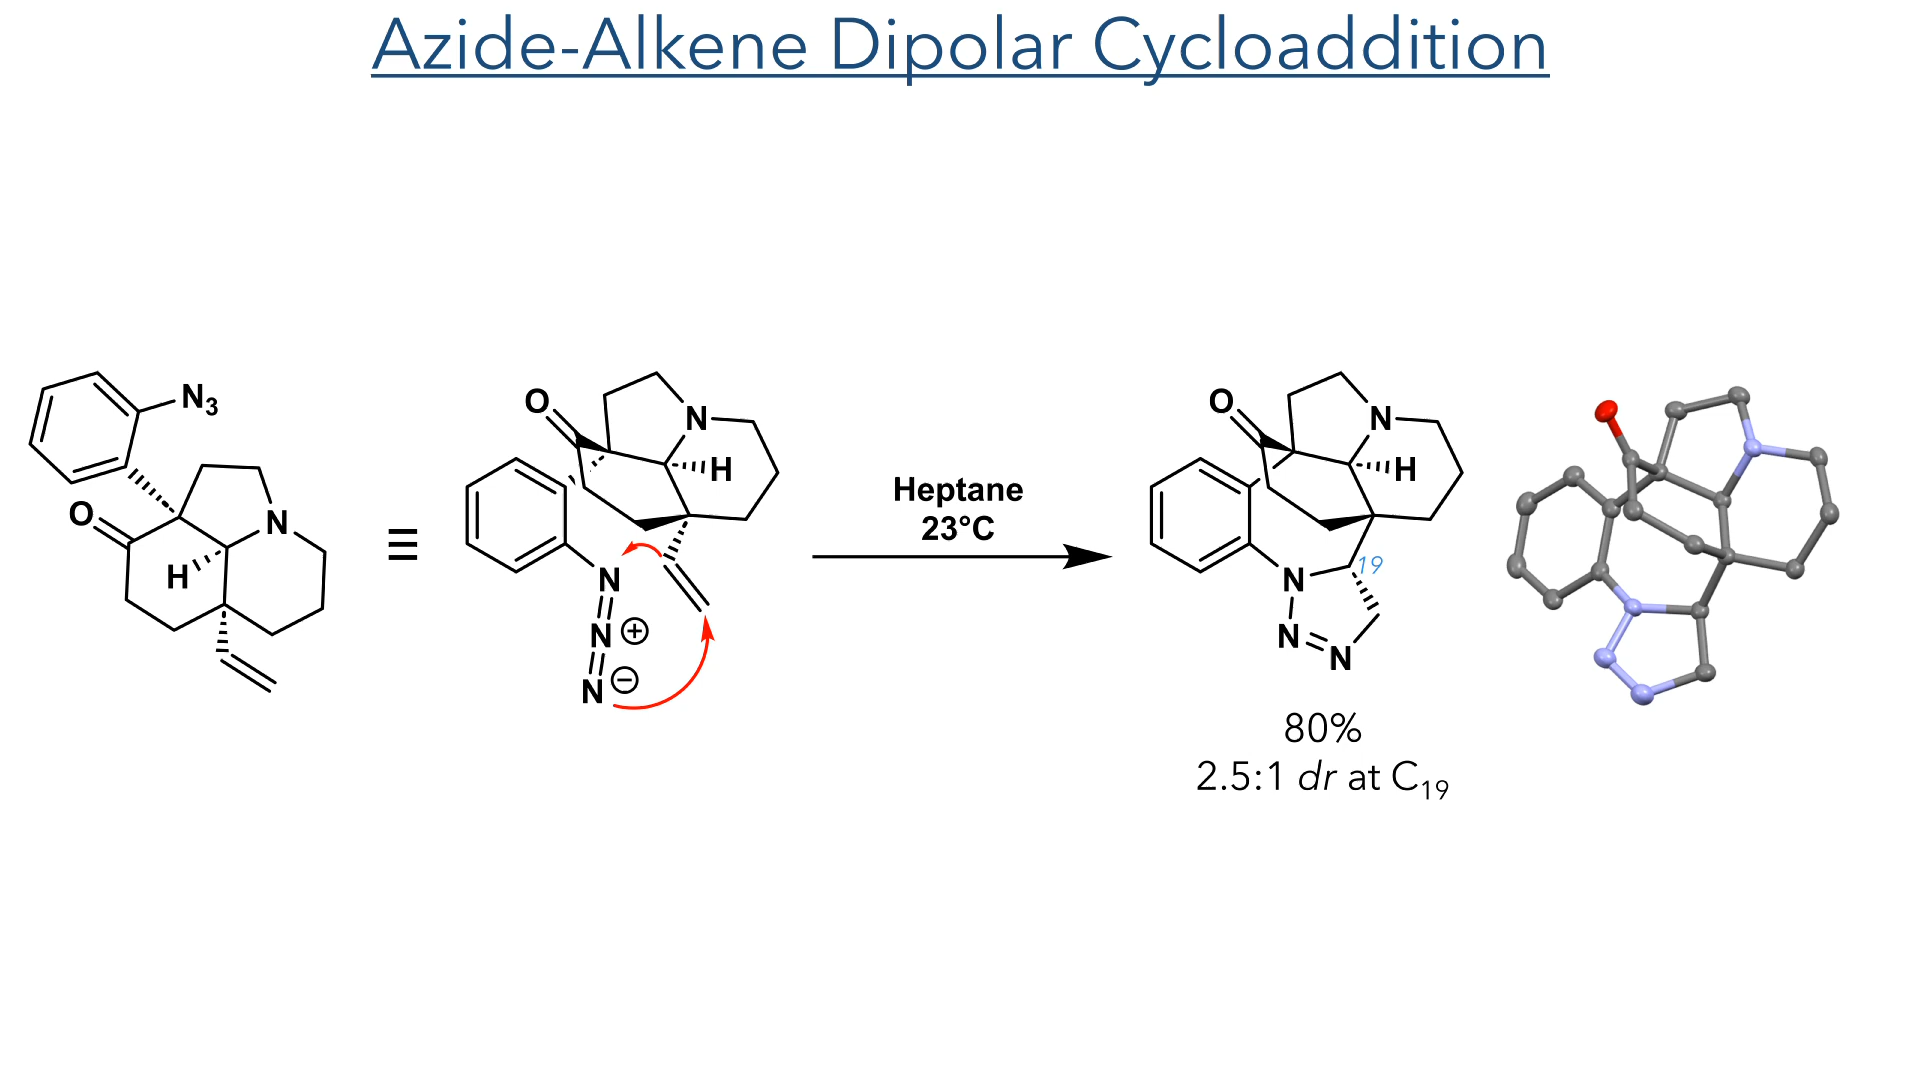 Azide-Alkene Dipolar Cycloaddition
N₃
O
N
H
O
N
H
N
N ⊕
N ⊖
Heptane
23°C
O
N
H
19
N
N
N
80%
2.5:1 dr at C₁₉